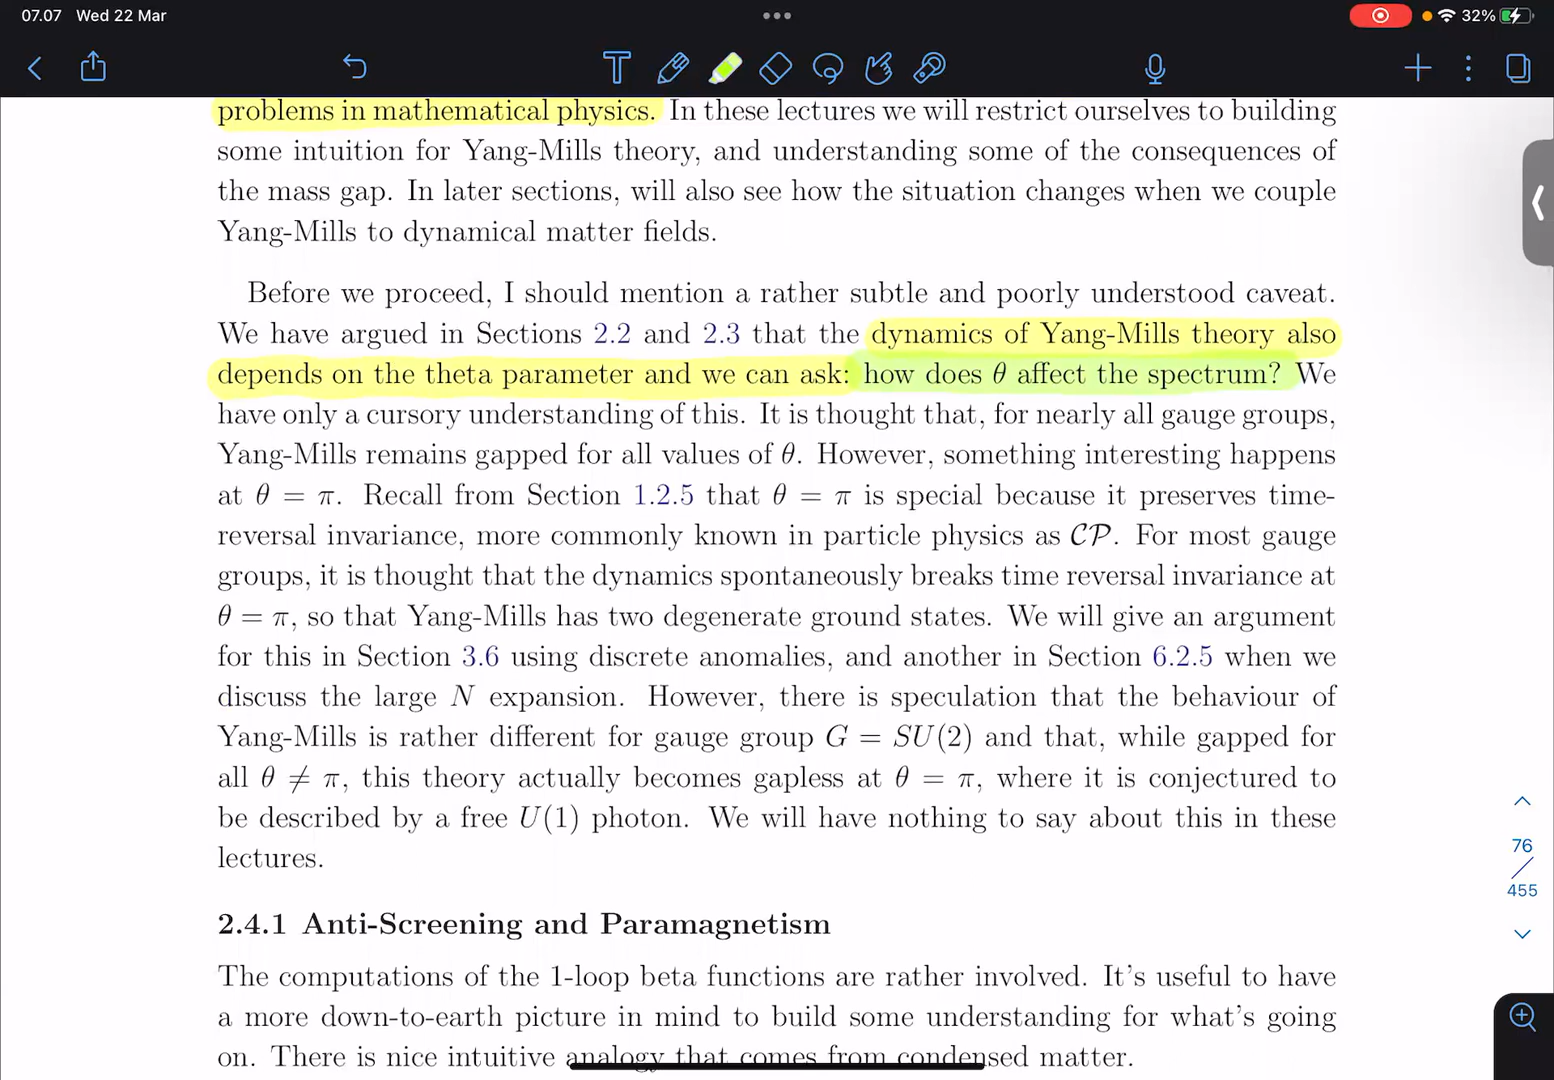 07.07 Wed 22 Mar
32%
problems in mathematical physics. In these lectures we will restrict ourselves to building
some intuition for Yang-Mills theory, and understanding some of the consequences of
the mass gap. In later sections, will also see how the situation changes when we couple
Yang-Mills to dynamical matter fields.
Before we proceed, I should mention a rather subtle and poorly understood caveat.
We have argued in Sections 2.2 and 2.3 that the dynamics of Yang-Mills theory also
depends on the theta parameter and we can ask: how does θ affect the spectrum? We
have only a cursory understanding of this. It is thought that, for nearly all gauge groups,
Yang-Mills remains gapped for all values of θ. However, something interesting happens
at θ = π. Recall from Section 1.2.5 that θ = π is special because it preserves time-
reversal invariance, more commonly known in particle physics as CP. For most gauge
groups, it is thought that the dynamics spontaneously breaks time reversal invariance at
θ = π, so that Yang-Mills has two degenerate ground states. We will give an argument
for this in Section 3.6 using discrete anomalies, and another in Section 6.2.5 when we
discuss the large N expansion. However, there is speculation that the behaviour of
Yang-Mills is rather different for gauge group G = SU(2) and that, while gapped for
all θ ≠ π, this theory actually becomes gapless at θ = π, where it is conjectured to
be described by a free U(1) photon. We will have nothing to say about this in these
lectures.
2.4.1 Anti-Screening and Paramagnetism
The computations of the 1-loop beta functions are rather involved. It's useful to have
a more down-to-earth picture in mind to build some understanding for what's going
on. There is nice intuitive analogy that comes from condensed matter.
76
455